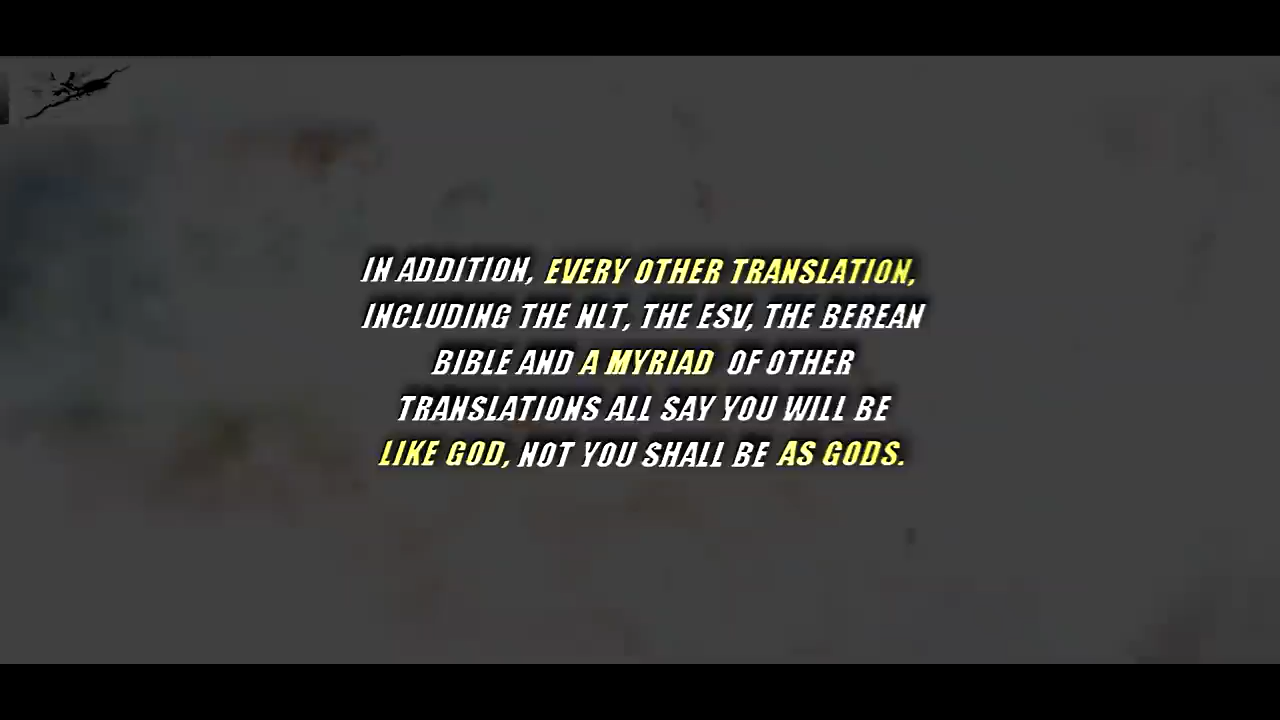 IN ADDITION, EVERY OTHER TRANSLATION,
INCLUDING THE NLT, THE ESV, THE BEREAN
BIBLE AND A MYRIAD OF OTHER
TRANSLATIONS ALL SAY YOU WILL BE
LIKE GOD, NOT YOU SHALL BE AS GODS.